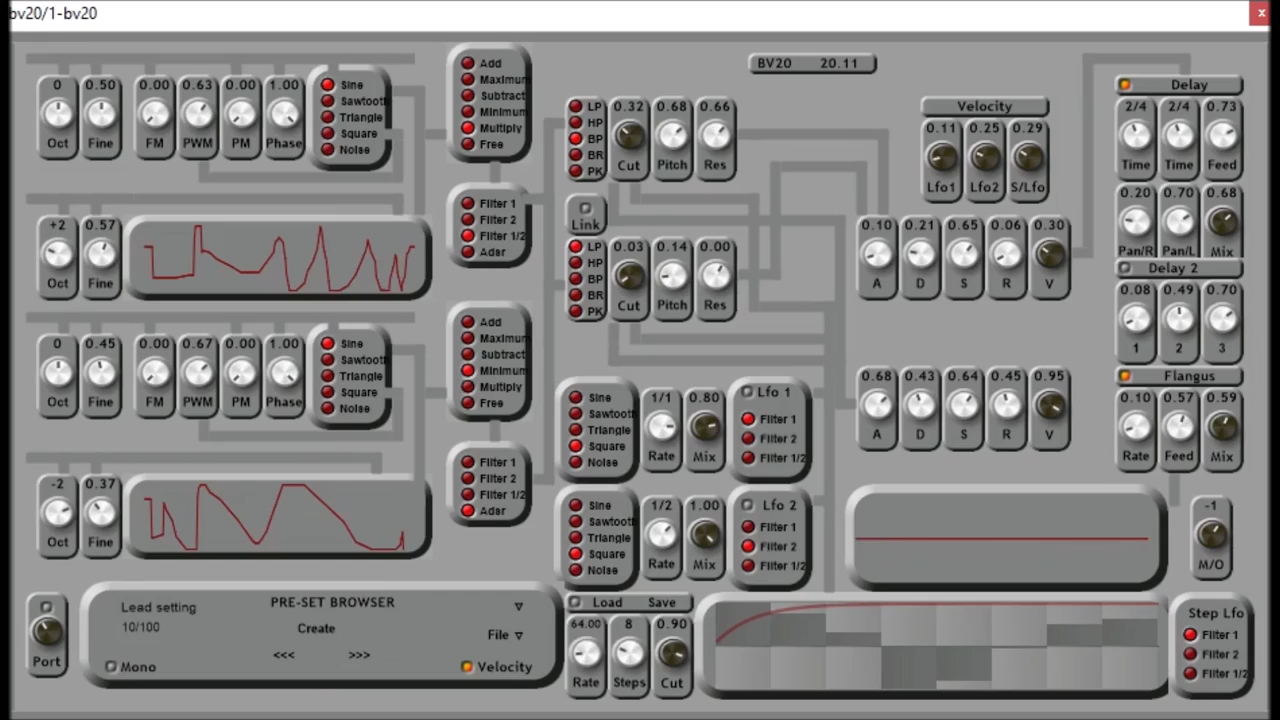 bv20/1-bv20
x
BV20 20.11
0 0.50 0.00 0.63 0.00 1.00
Oct Fine FM PWM PM Phase
Sine
Sawtooth
Triangle
Square
Noise
Add
Maximum
Subtract
Minimum
Multiply
Free
+2 0.57
Oct Fine
Filter 1
Filter 2
Filter 1/2
Adsr
0 0.45 0.00 0.67 0.00 1.00
Oct Fine FM PWM PM Phase
Sine
Sawtooth
Triangle
Square
Noise
Add
Maximum
Subtract
Minimum
Multiply
Free
-2 0.37
Oct Fine
Filter 1
Filter 2
Filter 1/2
Adsr
LP
HP
BP
BR
PK
0.32 0.68 0.66
Cut Pitch Res
Link
LP
HP
BP
BR
PK
0.03 0.14 0.00
Cut Pitch Res
Velocity
0.11 0.25 0.29
Lfo1 Lfo2 S/Lfo
0.10 0.21 0.65 0.06 0.30
A D S R V
0.68 0.43 0.64 0.45 0.95
A D S R V
Delay
2/4 2/4 0.73
Time Time Feed
0.20 0.70 0.68
Pan/R Pan/L Mix
Delay 2
0.08 0.49 0.70
1 2 3
Flangus
0.10 0.57 0.59
Rate Feed Mix
-1
M/O
Sine
Sawtooth
Triangle
Square
Noise
1/1 0.80
Rate Mix
Lfo 1
Filter 1
Filter 2
Filter 1/2
Sine
Sawtooth
Triangle
Square
Noise
1/2 1.00
Rate Mix
Lfo 2
Filter 1
Filter 2
Filter 1/2
Port
Lead setting
10/100
PRE-SET BROWSER
Create
<<< >>>
File
Mono
Velocity
Load Save
64.00 8 0.90
Rate Steps Cut
Step Lfo
Filter 1
Filter 2
Filter 1/2